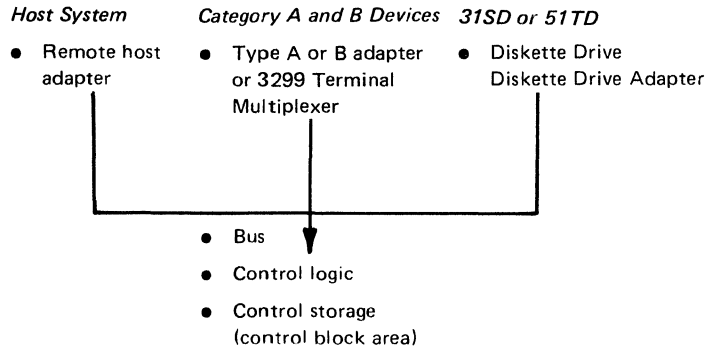 Host System
Category A and B Devices
31SD or 51TD
● Remote host
adapter
● Type A or B adapter
or 3299 Terminal
Multiplexer
● Diskette Drive
Diskette Drive Adapter
● Bus
● Control logic
● Control storage
(control block area)